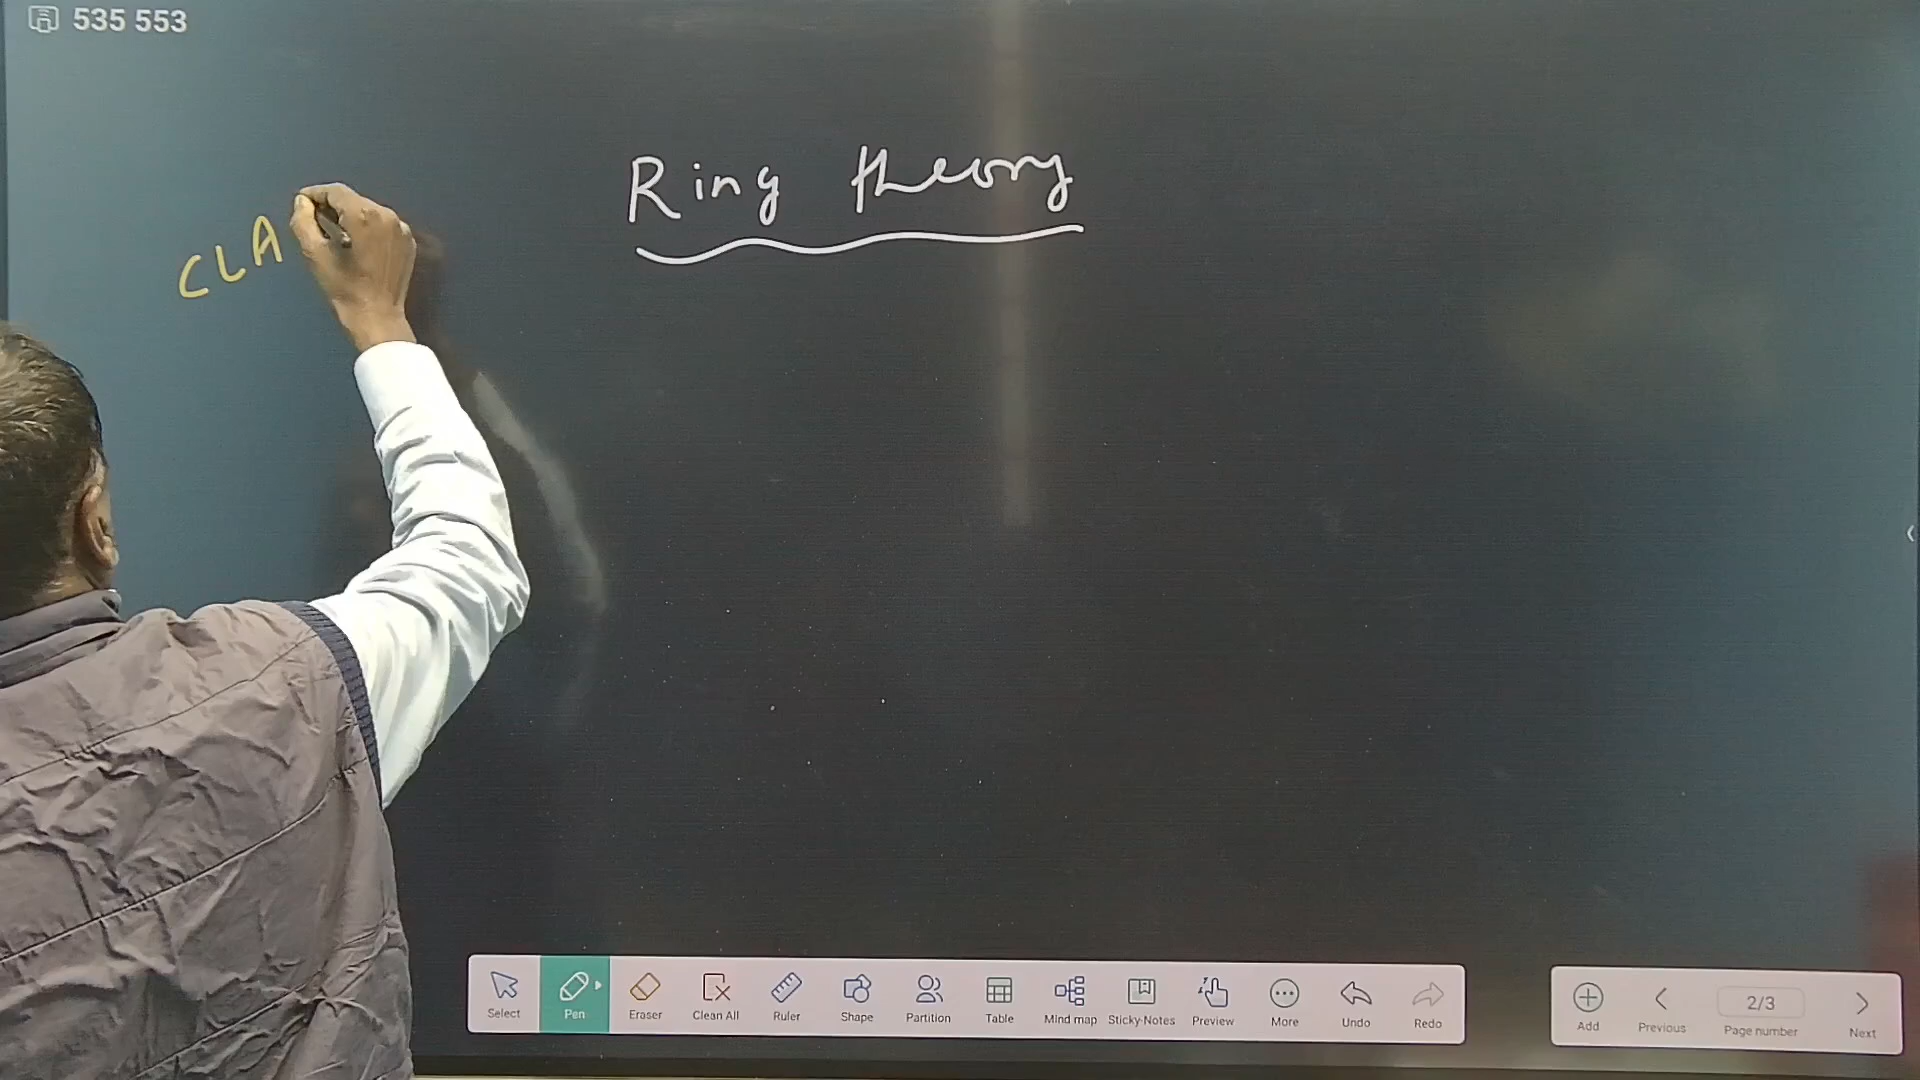 535 553
Ring theory
CLA
Select Pen Eraser Clean All Ruler Shape Partition Table Mind map Sticky-Notes Preview More Undo Redo
Add Previous 2/3 Page number Next